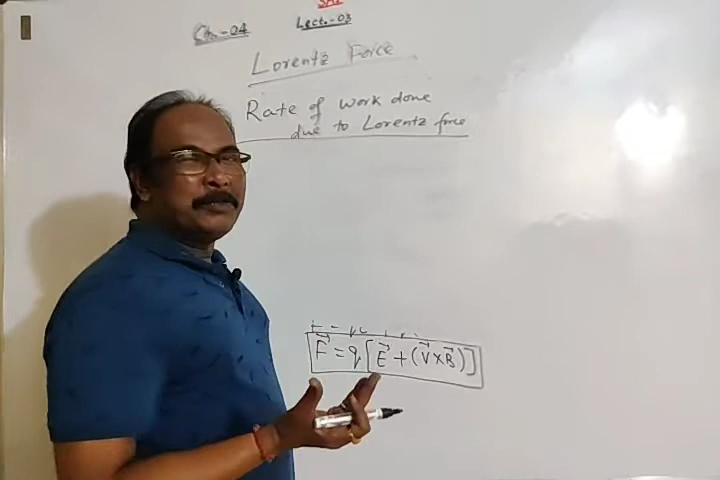 Ch.-04
Lect.-03
Lorentz Force
Rate of work done
due to Lorentz force
F⃗ = q[E⃗ + (V⃗ × B⃗)]